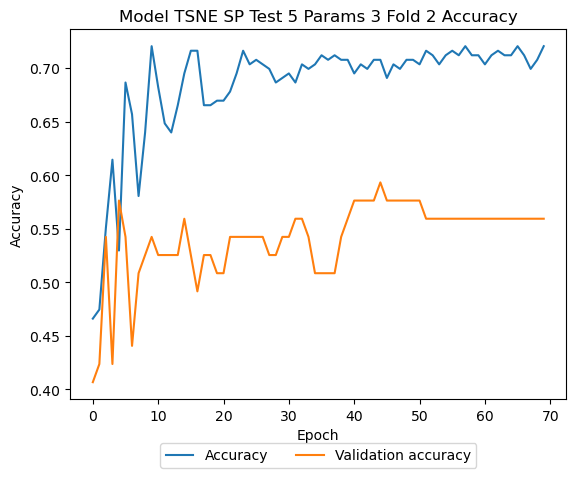 Model TSNE SP Test 5 Params 3 Fold 2 Accuracy
Accuracy
0.70
0.65
0.60
0.55
0.50
0.45
0.40
0 10 20 30 40 50 60 70
Epoch
Accuracy Validation accuracy